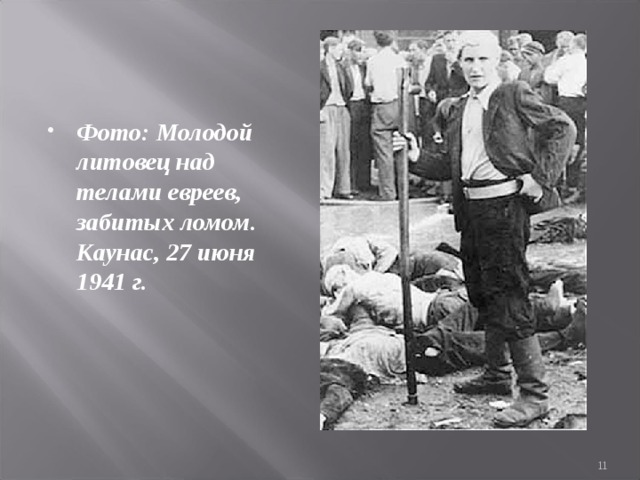 • Фото: Молодой
литовец над
телами евреев,
забитых ломом.
Каунас, 27 июня
1941 г.
11